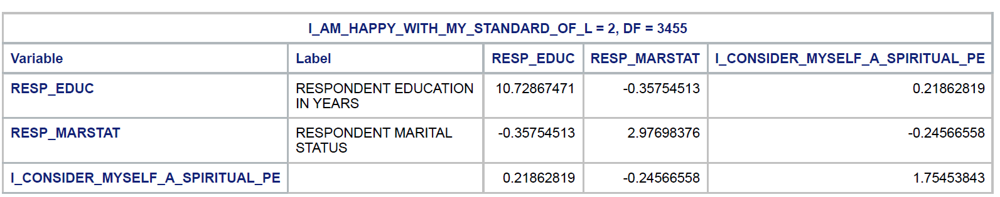 I_AM_HAPPY_WITH_MY_STANDARD_OF_L = 2, DF = 3455
Variable Label RESP_EDUC RESP_MARSTAT I_CONSIDER_MYSELF_A_SPIRITUAL_PE
RESP_EDUC RESPONDENT EDUCATION 10.72867471 -0.35754513 0.21862819
IN YEARS
RESP_MARSTAT RESPONDENT MARITAL -0.35754513 2.97698376 -0.24566558
STATUS
I_CONSIDER_MYSELF_A_SPIRITUAL_PE 0.21862819 -0.24566558 1.75453843